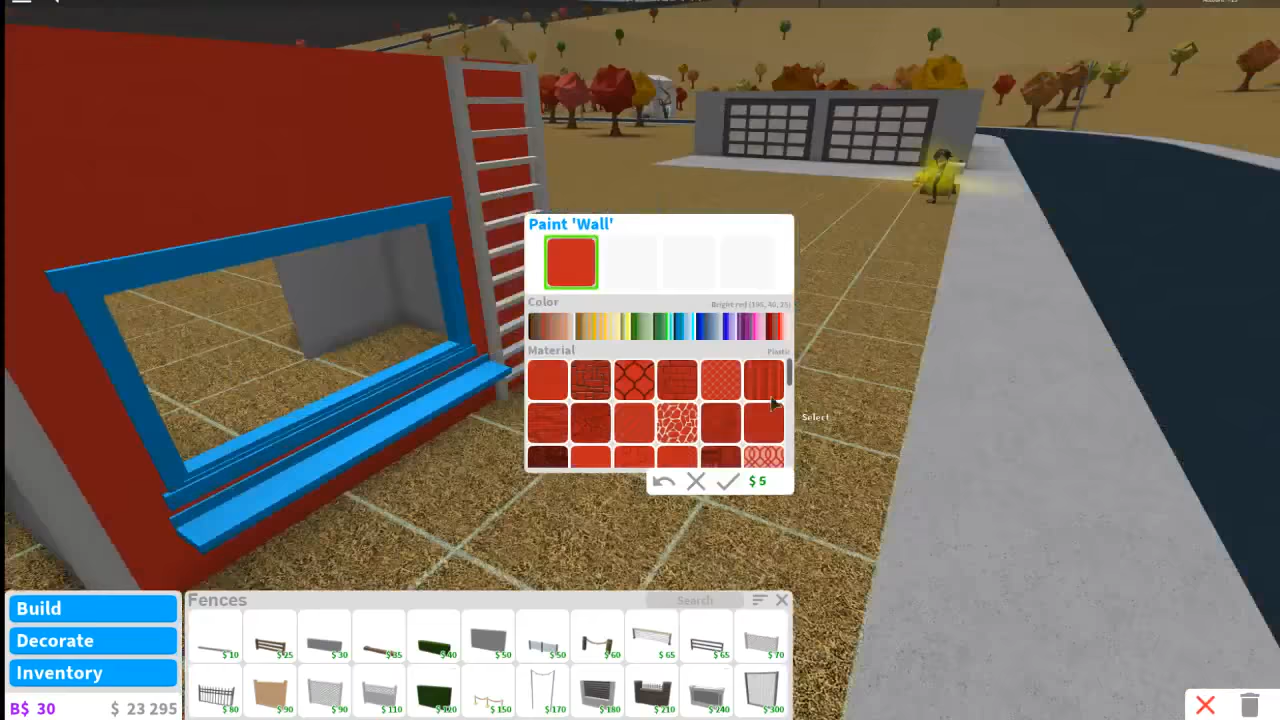 Paint 'Wall'
Color
Bright red (196, 40, 28)
Material
Plastic
Select
$ 5
Build
Decorate
Inventory
B$ 30
$ 23 295
Fences
Search
$ 10
$ 25
$ 30
$ 35
$ 40
$ 50
$ 50
$ 60
$ 65
$ 65
$ 70
$ 80
$ 90
$ 90
$ 110
$ 120
$ 150
$ 170
$ 180
$ 210
$ 240
$ 300